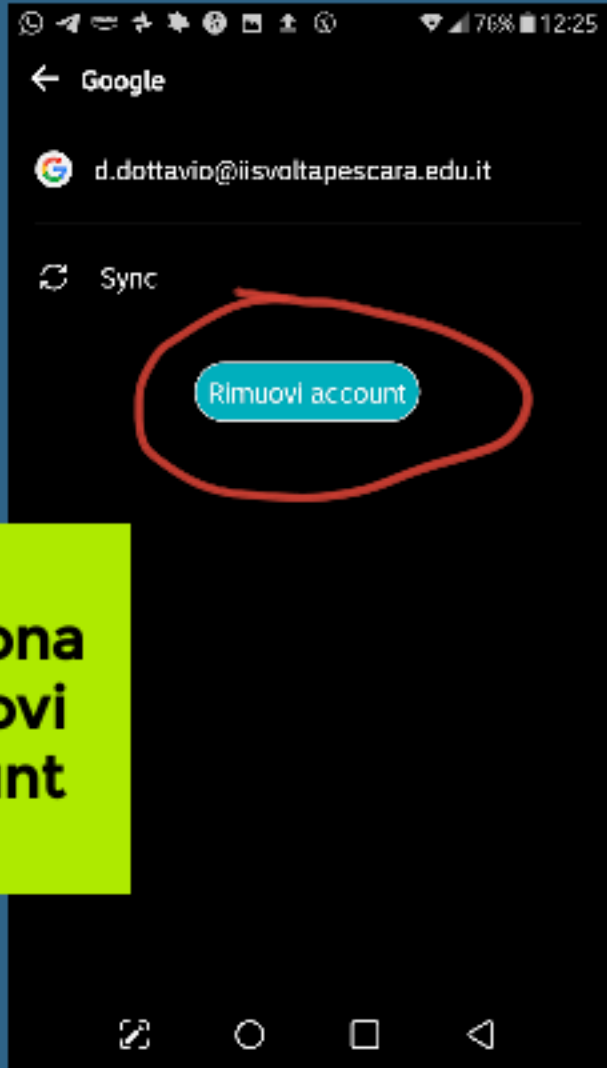 76% 12:25
Google
d.dottavio@iisvoltapescara.edu.it
Sync
Rimuovi account
ona
ovi
unt